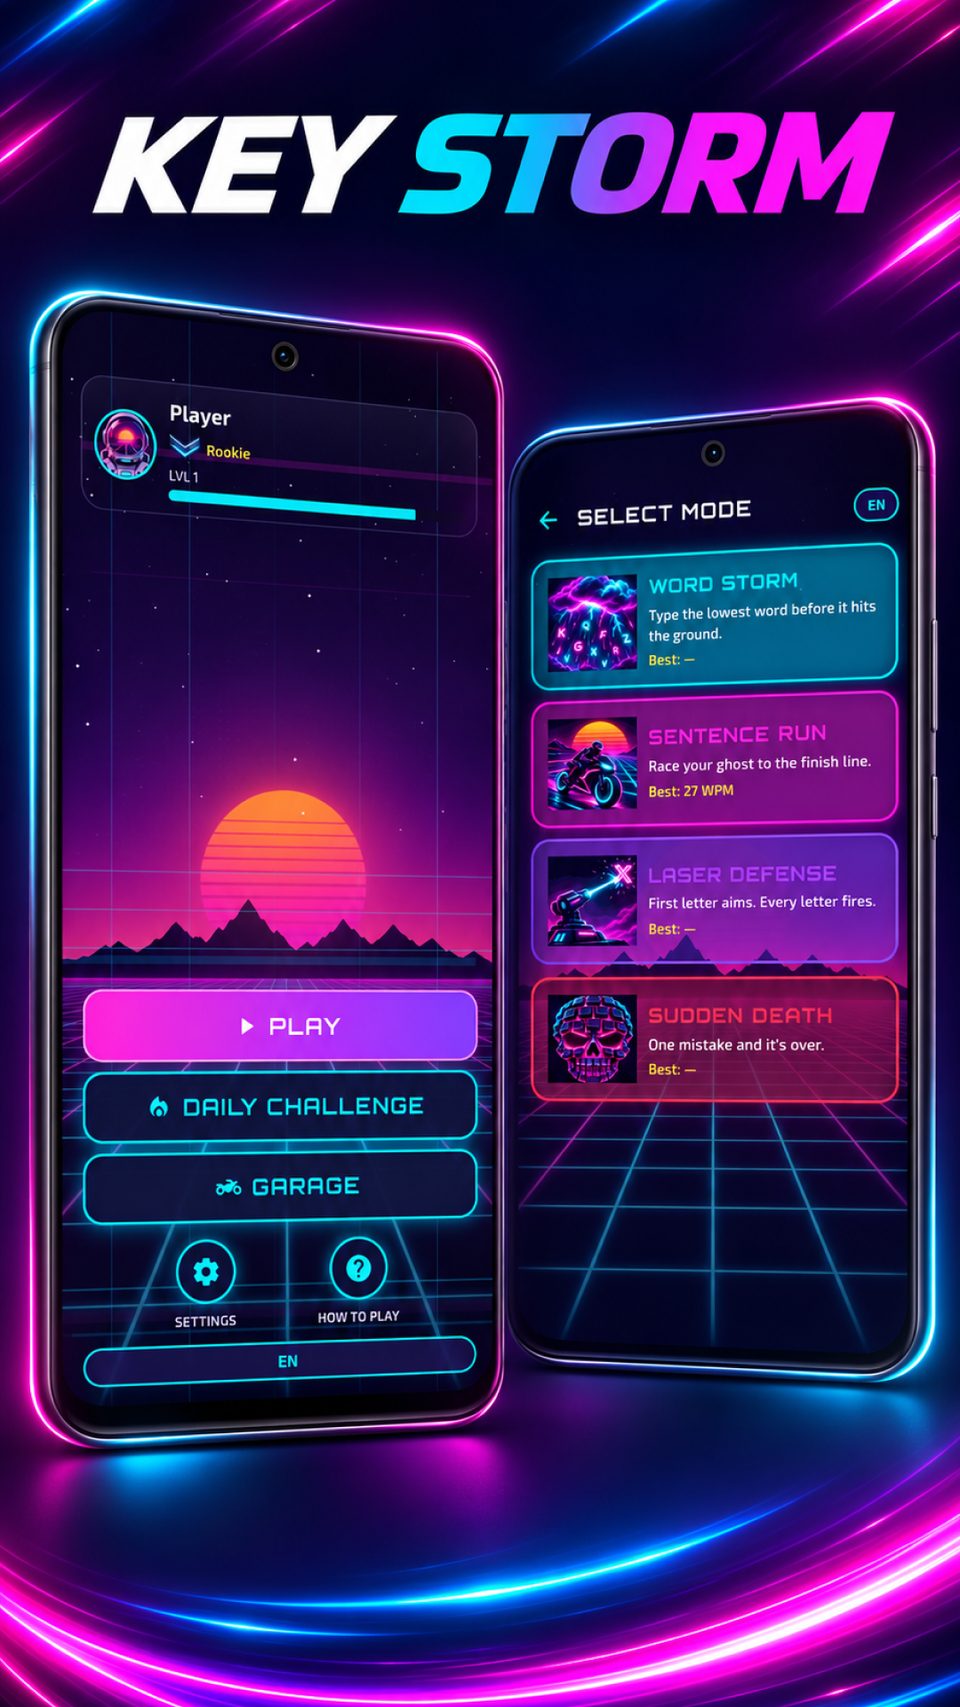 KEY STORM
Player
Rookie
LVL 1
PLAY
DAILY CHALLENGE
GARAGE
SETTINGS
HOW TO PLAY
EN
SELECT MODE
EN
WORD STORM
Type the lowest word before it hits
the ground.
Best: —
SENTENCE RUN
Race your ghost to the finish line.
Best: 27 WPM
LASER DEFENSE
First letter aims. Every letter fires.
Best: —
SUDDEN DEATH
One mistake and it's over.
Best: —